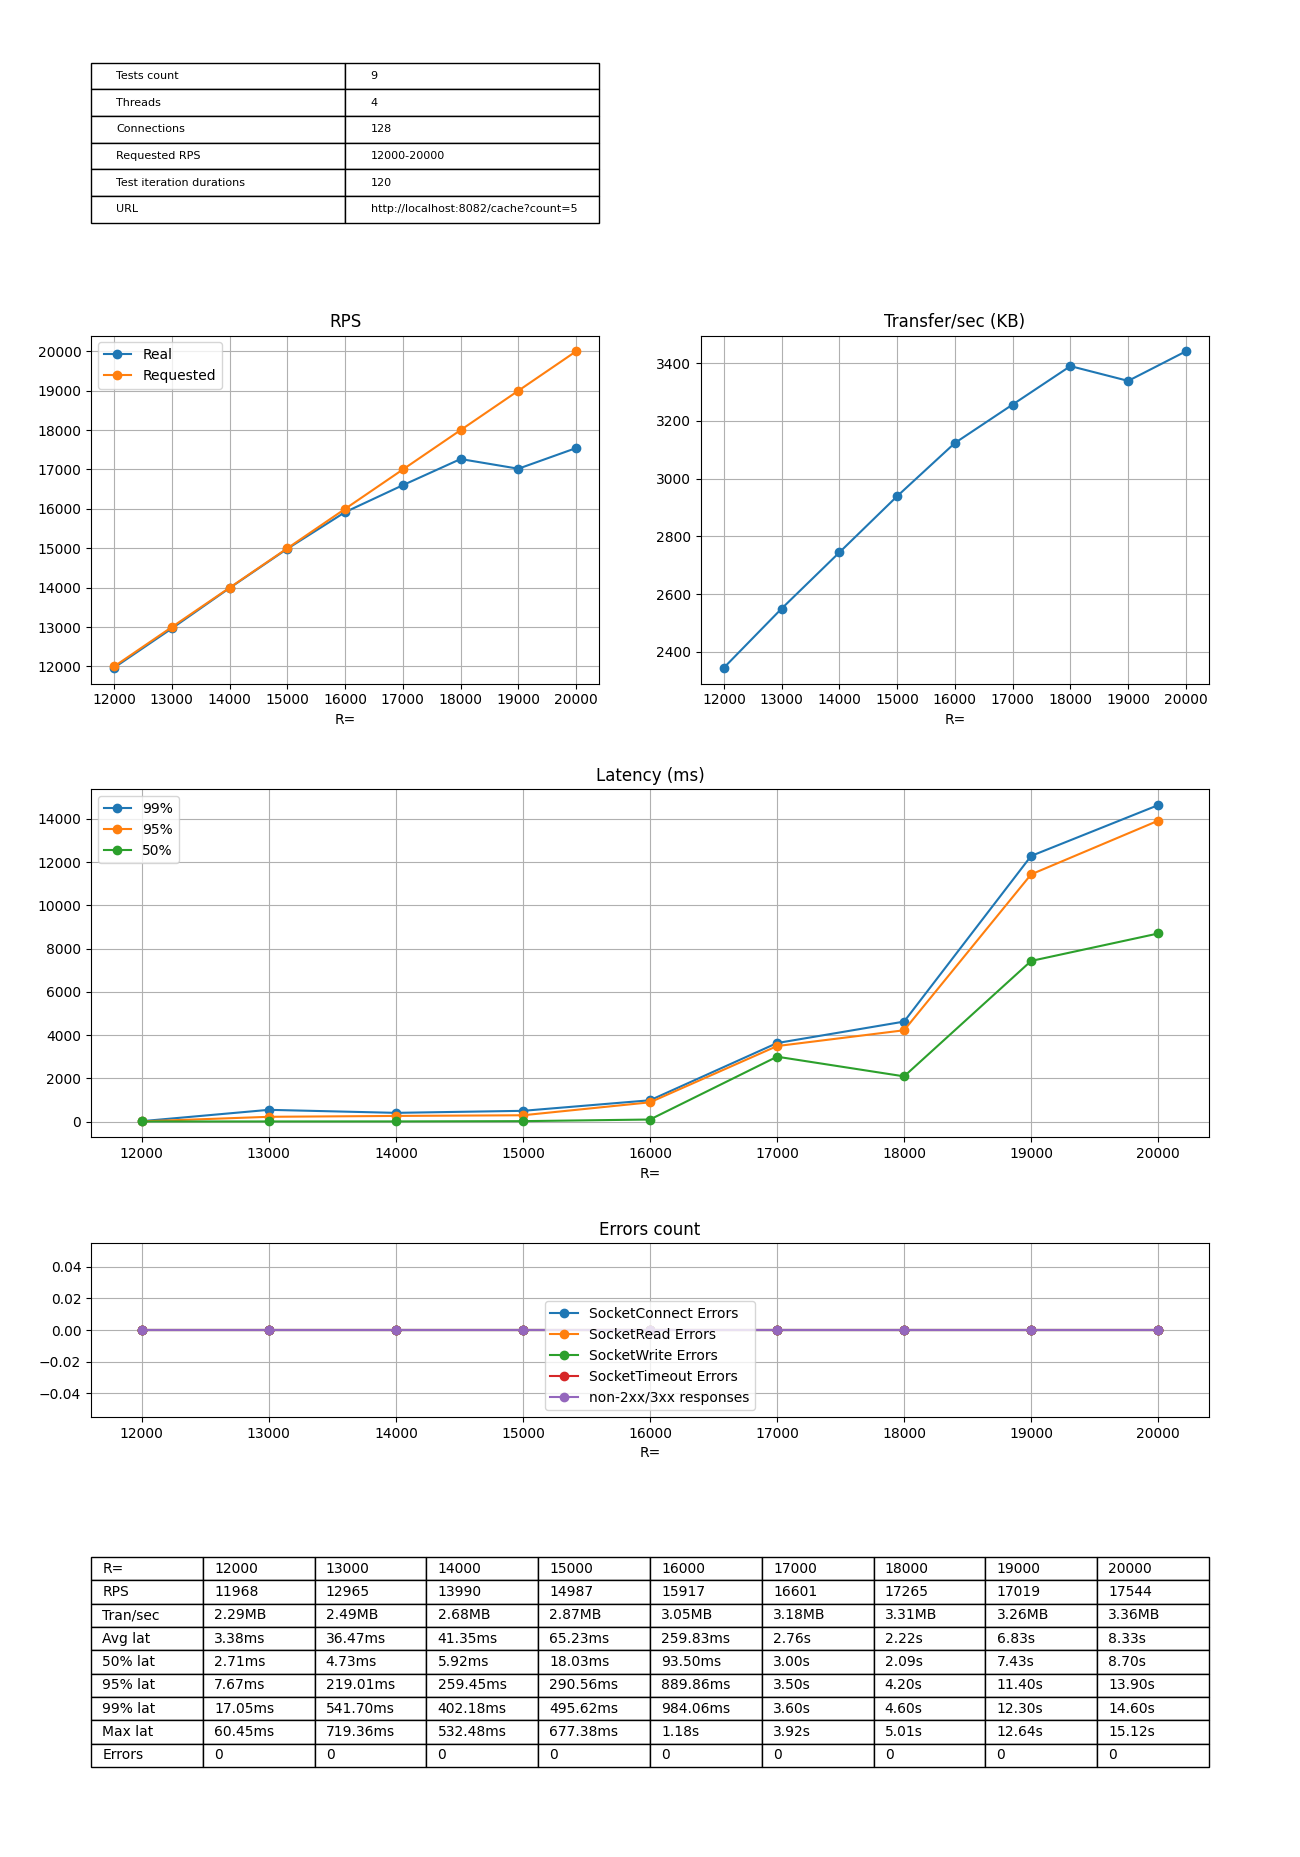 Tests count 9
Threads 4
Connections 128
Requested RPS 12000-20000
Test iteration durations 120
URL http://localhost:8082/cache?count=5
RPS
Real
Requested
20000
19000
18000
17000
16000
15000
14000
13000
12000
12000 13000 14000 15000 16000 17000 18000 19000 20000
R=
Transfer/sec (KB)
3400
3200
3000
2800
2600
2400
12000 13000 14000 15000 16000 17000 18000 19000 20000
R=
Latency (ms)
99%
95%
50%
14000
12000
10000
8000
6000
4000
2000
0
12000 13000 14000 15000 16000 17000 18000 19000 20000
R=
Errors count
0.04
0.02
0.00
−0.02
−0.04
SocketConnect Errors
SocketRead Errors
SocketWrite Errors
SocketTimeout Errors
non-2xx/3xx responses
12000 13000 14000 15000 16000 17000 18000 19000 20000
R=
R= 12000 13000 14000 15000 16000 17000 18000 19000 20000
RPS 11968 12965 13990 14987 15917 16601 17265 17019 17544
Tran/sec 2.29MB 2.49MB 2.68MB 2.87MB 3.05MB 3.18MB 3.31MB 3.26MB 3.36MB
Avg lat 3.38ms 36.47ms 41.35ms 65.23ms 259.83ms 2.76s 2.22s 6.83s 8.33s
50% lat 2.71ms 4.73ms 5.92ms 18.03ms 93.50ms 3.00s 2.09s 7.43s 8.70s
95% lat 7.67ms 219.01ms 259.45ms 290.56ms 889.86ms 3.50s 4.20s 11.40s 13.90s
99% lat 17.05ms 541.70ms 402.18ms 495.62ms 984.06ms 3.60s 4.60s 12.30s 14.60s
Max lat 60.45ms 719.36ms 532.48ms 677.38ms 1.18s 3.92s 5.01s 12.64s 15.12s
Errors 0 0 0 0 0 0 0 0 0